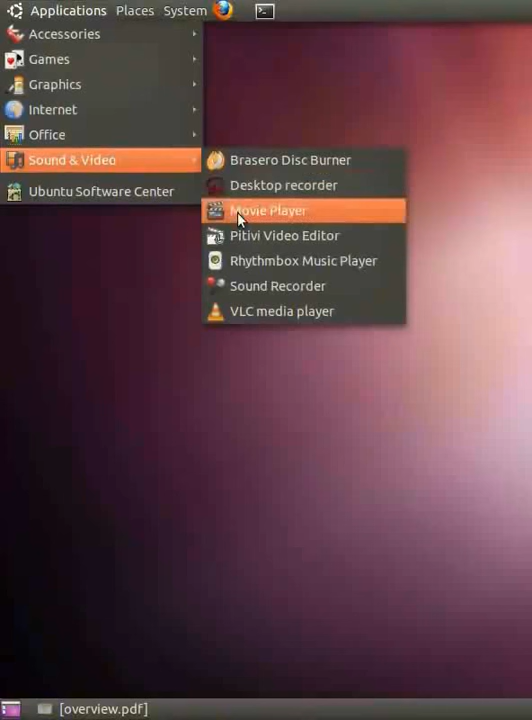 Applications Places System
Accessories
Games
Graphics
Internet
Office
Sound & Video
Ubuntu Software Center
Brasero Disc Burner
Desktop recorder
Movie Player
Pitivi Video Editor
Rhythmbox Music Player
Sound Recorder
VLC media player
[overview.pdf]